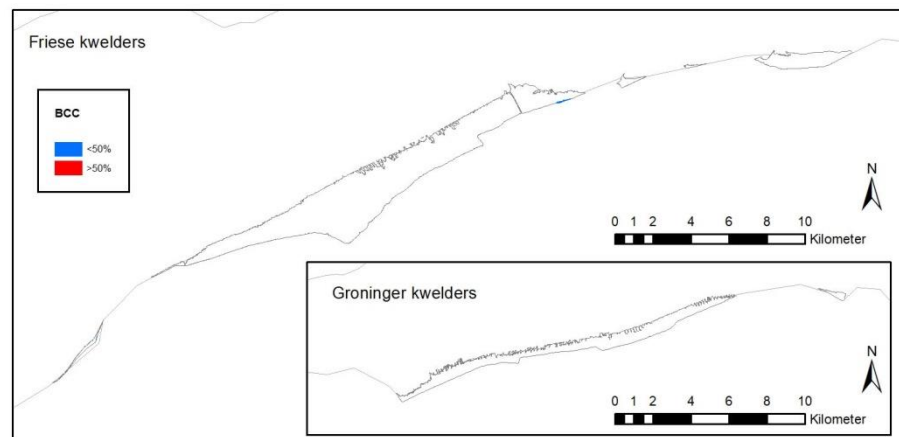 Friese kwelders
BCC
<50%
>50%
N
0 1 2 4 6 8 10
Kilometer
Groninger kwelders
N
0 1 2 4 6 8 10
Kilometer